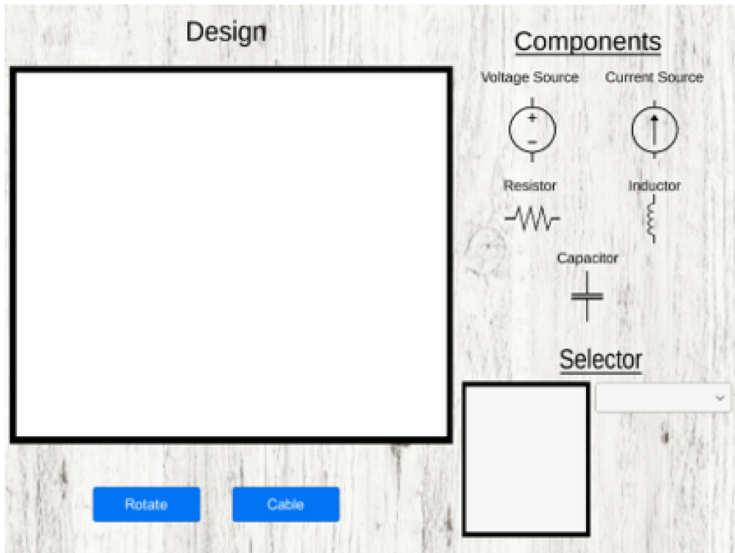 Design
Components
Voltage Source
Current Source
+
−
Resistor
Inductor
Capacitor
Selector
Rotate
Cable